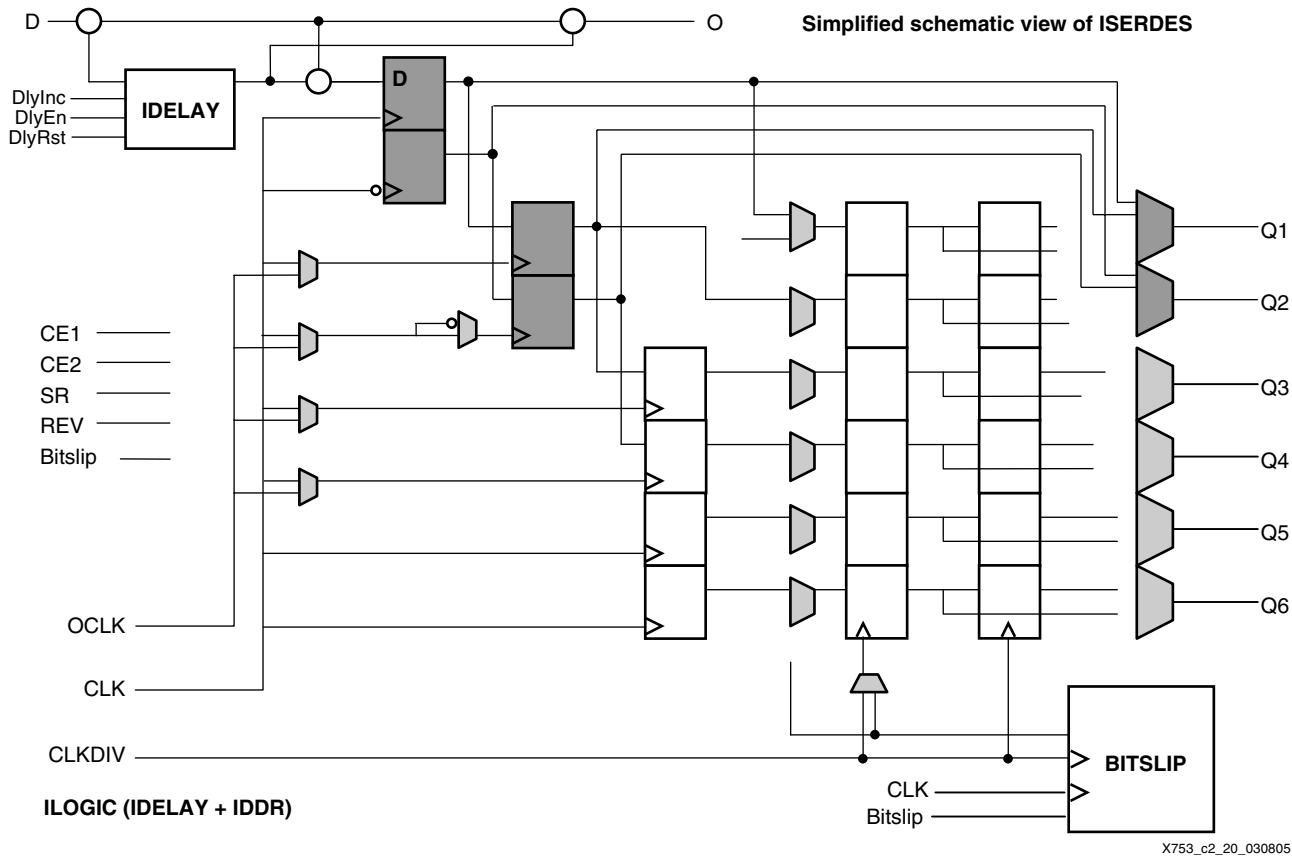 D
O
Simplified schematic view of ISERDES
D
IDELAY
DlyInc
DlyEn
DlyRst
Q1
Q2
CE1
CE2
SR
REV
Bitslip
Q3
Q4
Q5
Q6
OCLK
CLK
CLKDIV
BITSLIP
CLK
Bitslip
ILOGIC (IDELAY + IDDR)
X753_c2_20_030805